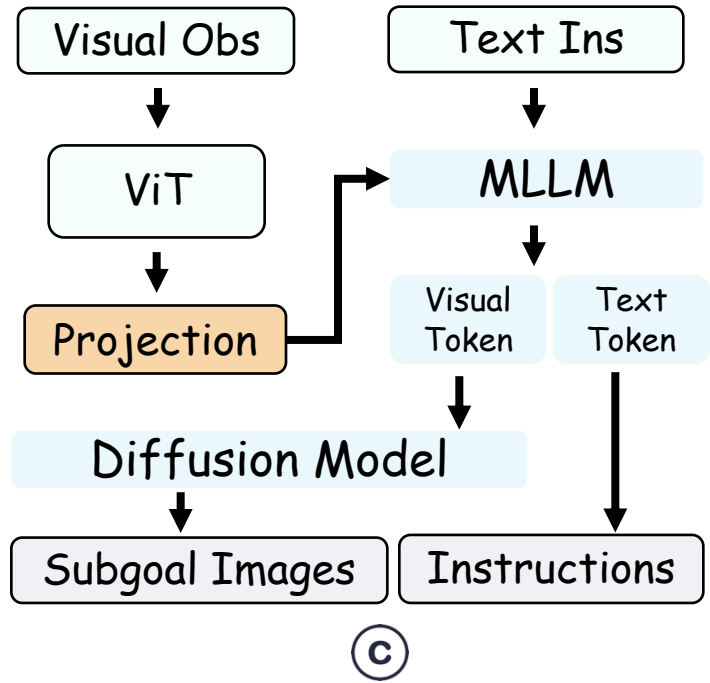 Visual Obs
Text Ins
ViT
MLLM
Projection
Visual
Token
Text
Token
Diffusion Model
Subgoal Images
Instructions
C